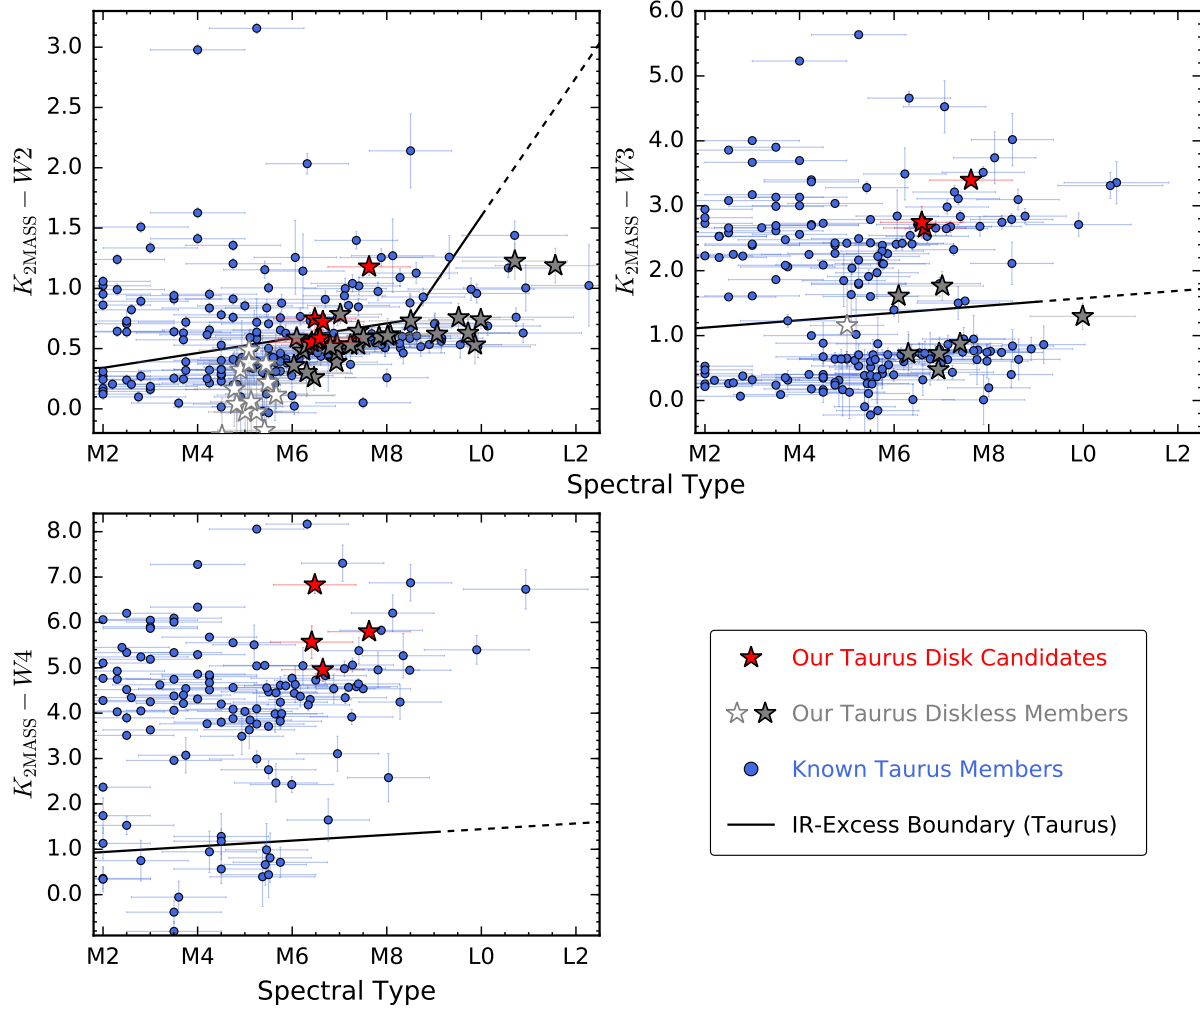 3.0
2.5
2.0
1.5
1.0
0.5
0.0
K2MASS − W2
M2 M4 M6 M8 L0 L2
6.0
5.0
4.0
3.0
2.0
1.0
0.0
K2MASS − W3
M2 M4 M6 M8 L0 L2
Spectral Type
8.0
7.0
6.0
5.0
4.0
3.0
2.0
1.0
0.0
K2MASS − W4
M2 M4 M6 M8 L0 L2
Spectral Type
Our Taurus Disk Candidates
Our Taurus Diskless Members
Known Taurus Members
IR-Excess Boundary (Taurus)